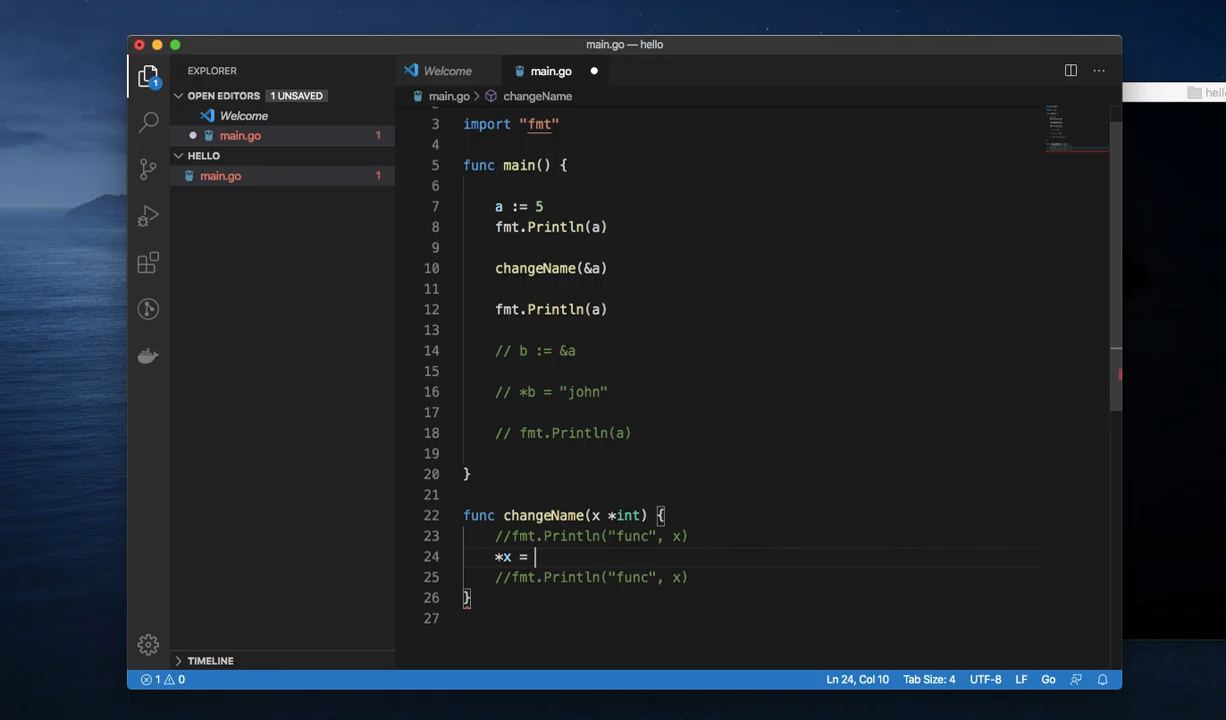 main.go — hello
EXPLORER
Welcome
main.go
hell
OPEN EDITORS 1 UNSAVED
main.go > changeName
Welcome
main.go 1
HELLO
main.go 1
1
3 import "fmt"
4
5 func main() {
6
7 a := 5
8 fmt.Println(a)
9
10 changeName(&a)
11
12 fmt.Println(a)
13
14 // b := &a
15
16 // *b = "john"
17
18 // fmt.Println(a)
19
20 }
21
22 func changeName(x *int) {
23 //fmt.Println("func", x)
24 *x =
25 //fmt.Println("func", x)
26 }
27
TIMELINE
1 0 Ln 24, Col 10 Tab Size: 4 UTF-8 LF Go